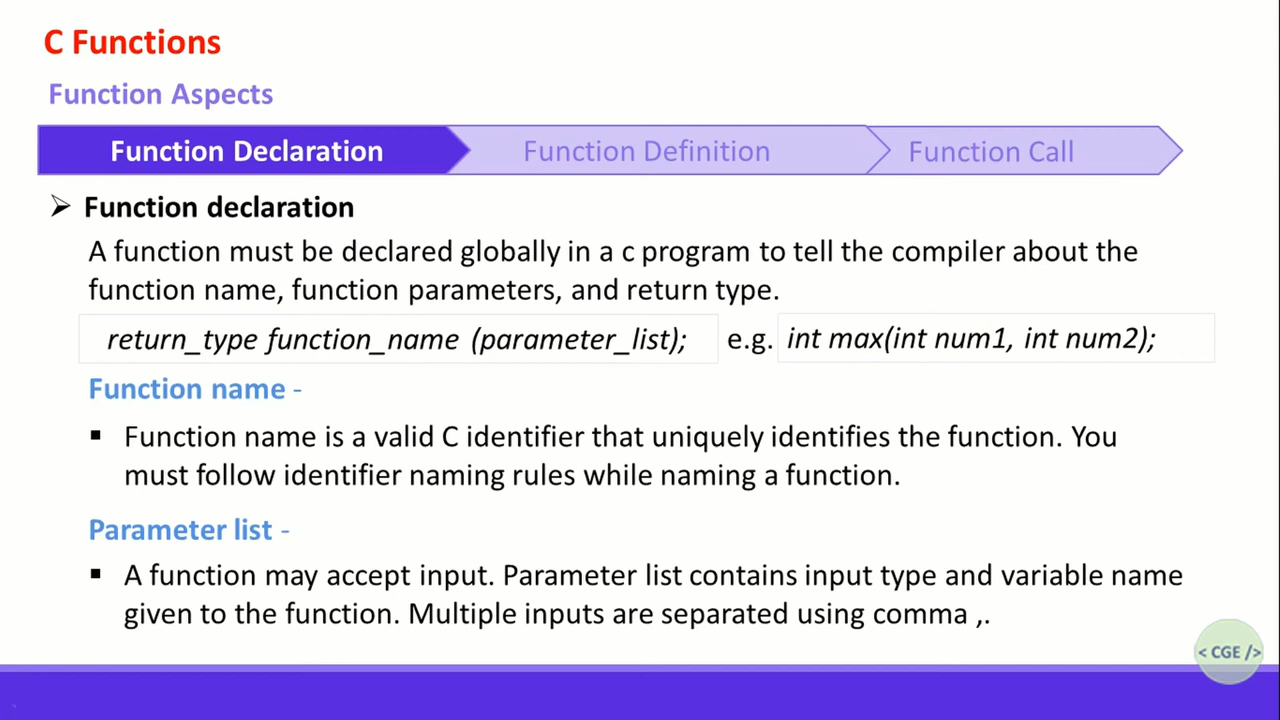 C Functions
Function Aspects
Function Declaration
Function Definition
Function Call
Function declaration
A function must be declared globally in a c program to tell the compiler about the
function name, function parameters, and return type.
return_type function_name (parameter_list); e.g. int max(int num1, int num2);
Function name -
Function name is a valid C identifier that uniquely identifies the function. You
must follow identifier naming rules while naming a function.
Parameter list -
A function may accept input. Parameter list contains input type and variable name
given to the function. Multiple inputs are separated using comma ,.
< CGE />